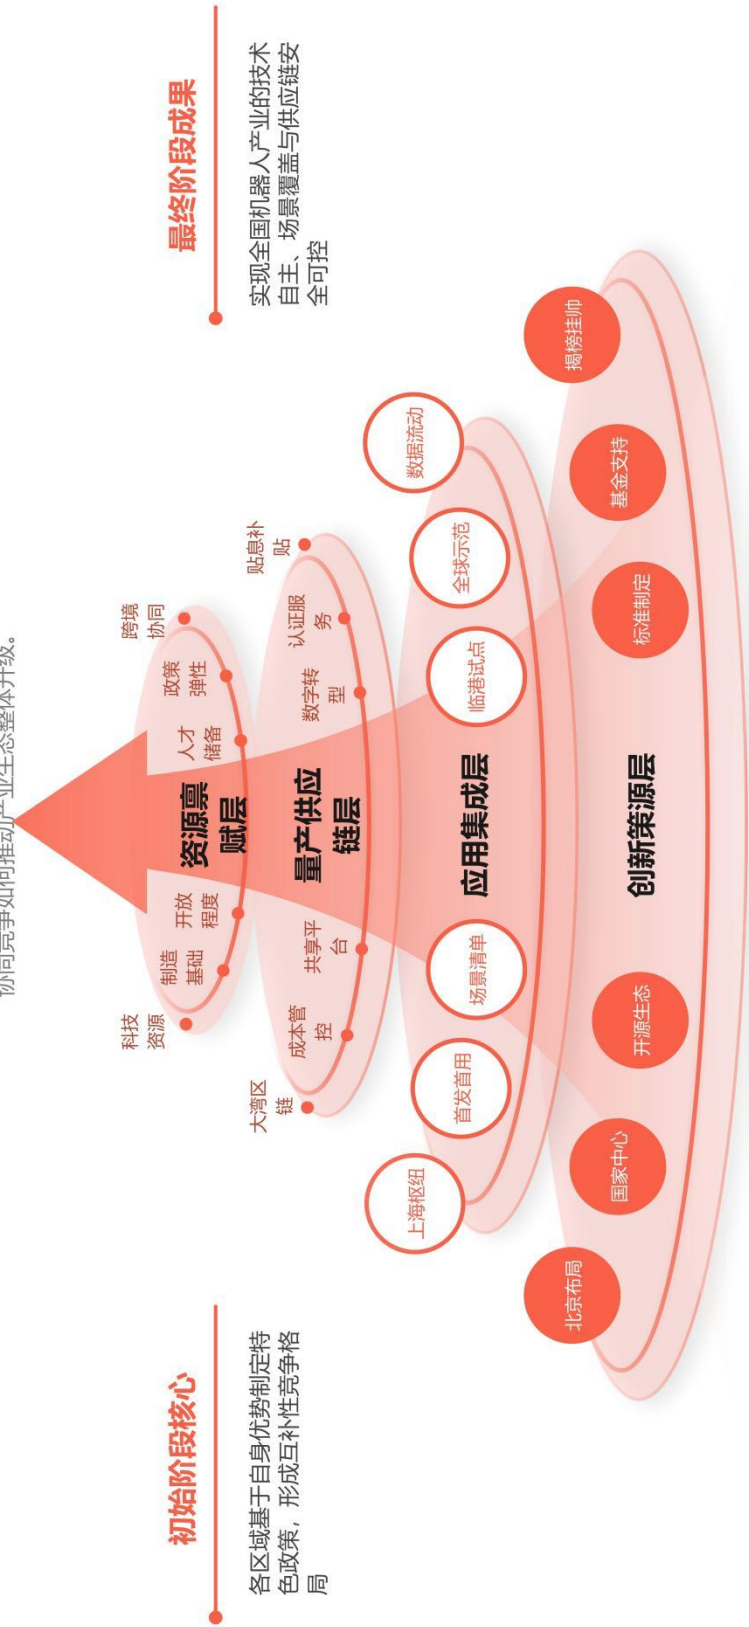 协同竞争如何推动产业生态整体升级。
初始阶段核心
各区域基于自身优势制定特
色政策，形成互补性竞争格
局
最终阶段成果
实现全国机器人产业的技术
自主、场景覆盖与供应链安
全可控
科技
资源
制造
基础
开放
程度
资源禀
赋层
人才
储备
政策
弹性
跨境
协同
大湾区
链
成本管
控
共享平
台
量产供应
链层
数字转
型
认证服
务
贴息补
贴
上海枢纽
首发首用
场景清单
应用集成层
临港试点
全球示范
数据流动
北京布局
国家中心
开源生态
创新策源层
标准制定
基金支持
揭榜挂帅